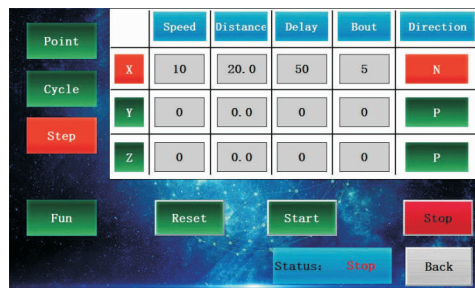 Point
Cycle
Step
Fun
Speed Distance Delay Bout Direction
X 10 20.0 50 5 N
Y 0 0.0 0 0 P
Z 0 0.0 0 0 P
Reset Start Stop
Status: Stop Back